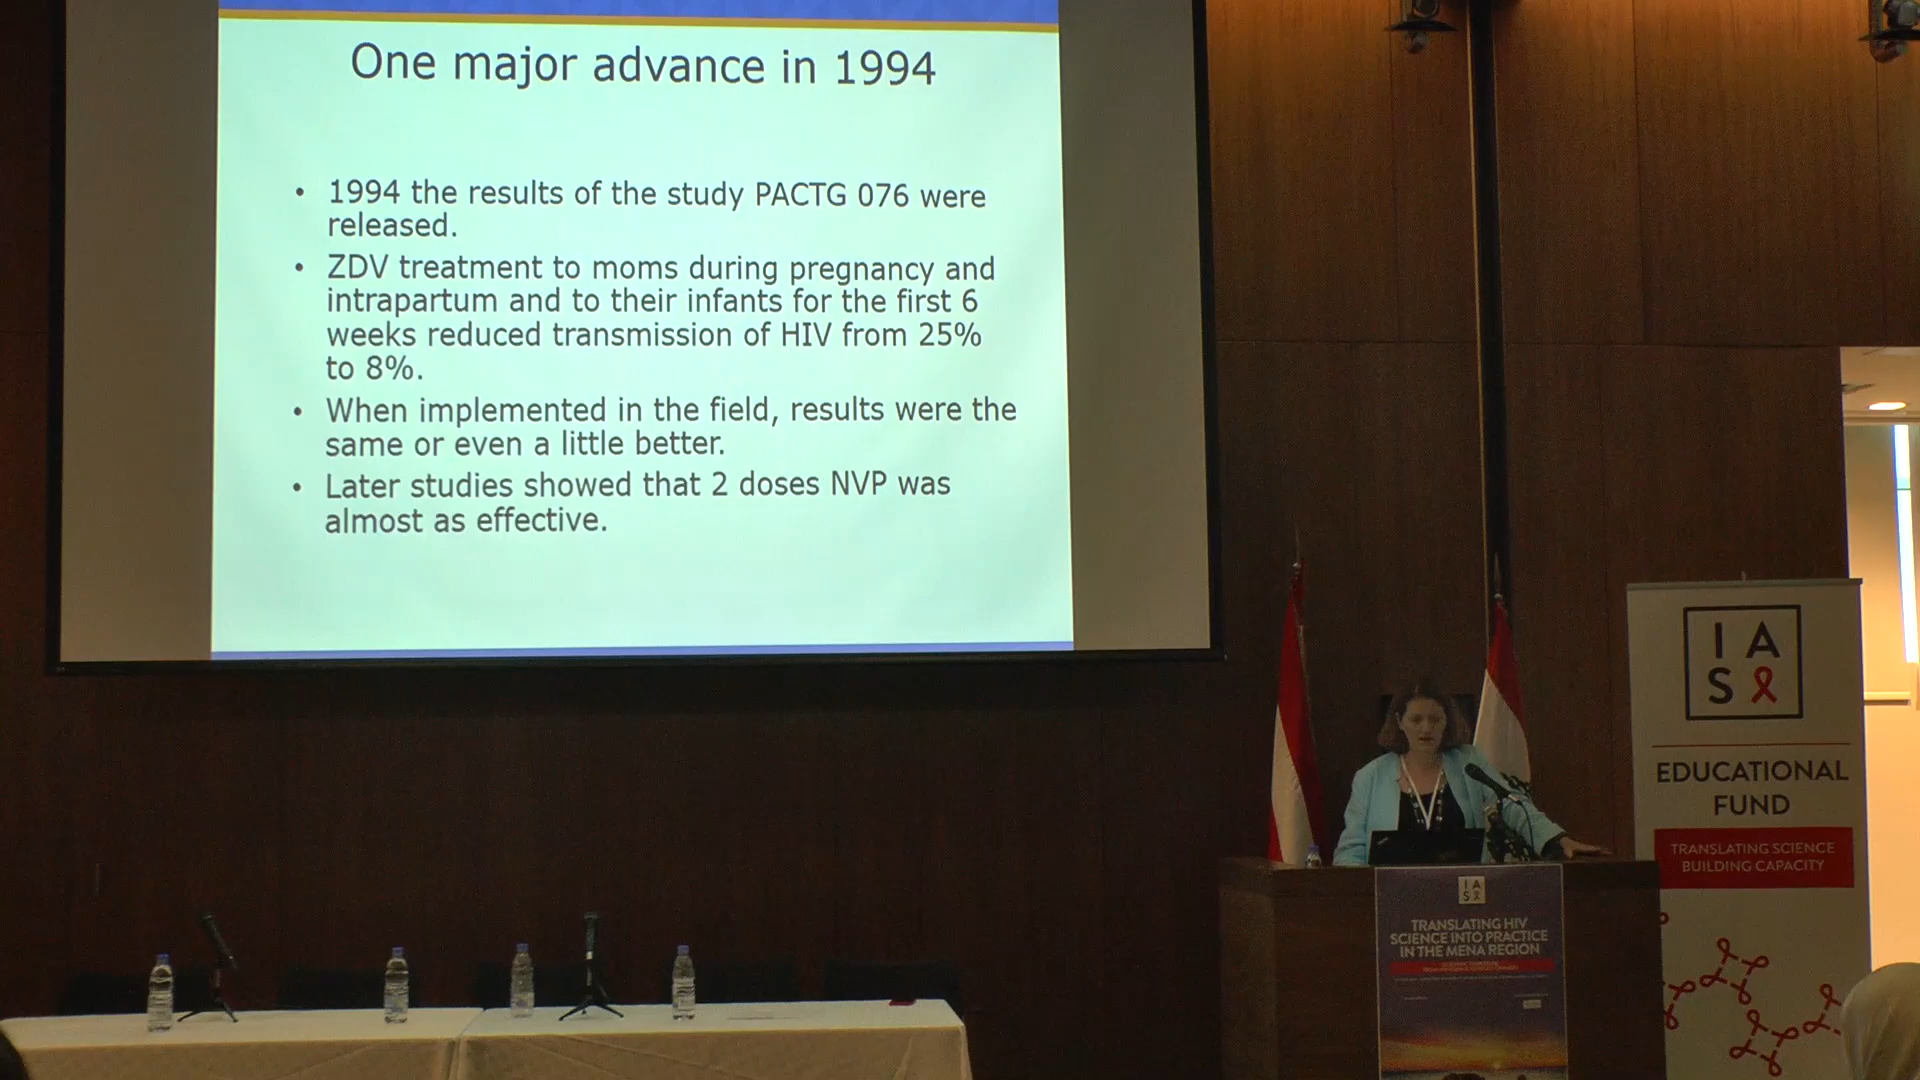 One major advance in 1994
• 1994 the results of the study PACTG 076 were
released.
• ZDV treatment to moms during pregnancy and
intrapartum and to their infants for the first 6
weeks reduced transmission of HIV from 25%
to 8%.
• When implemented in the field, results were the
same or even a little better.
• Later studies showed that 2 doses NVP was
almost as effective.
I A
S
EDUCATIONAL
FUND
TRANSLATING SCIENCE
BUILDING CAPACITY
I A
S
TRANSLATING HIV
SCIENCE INTO PRACTICE
IN THE MENA REGION